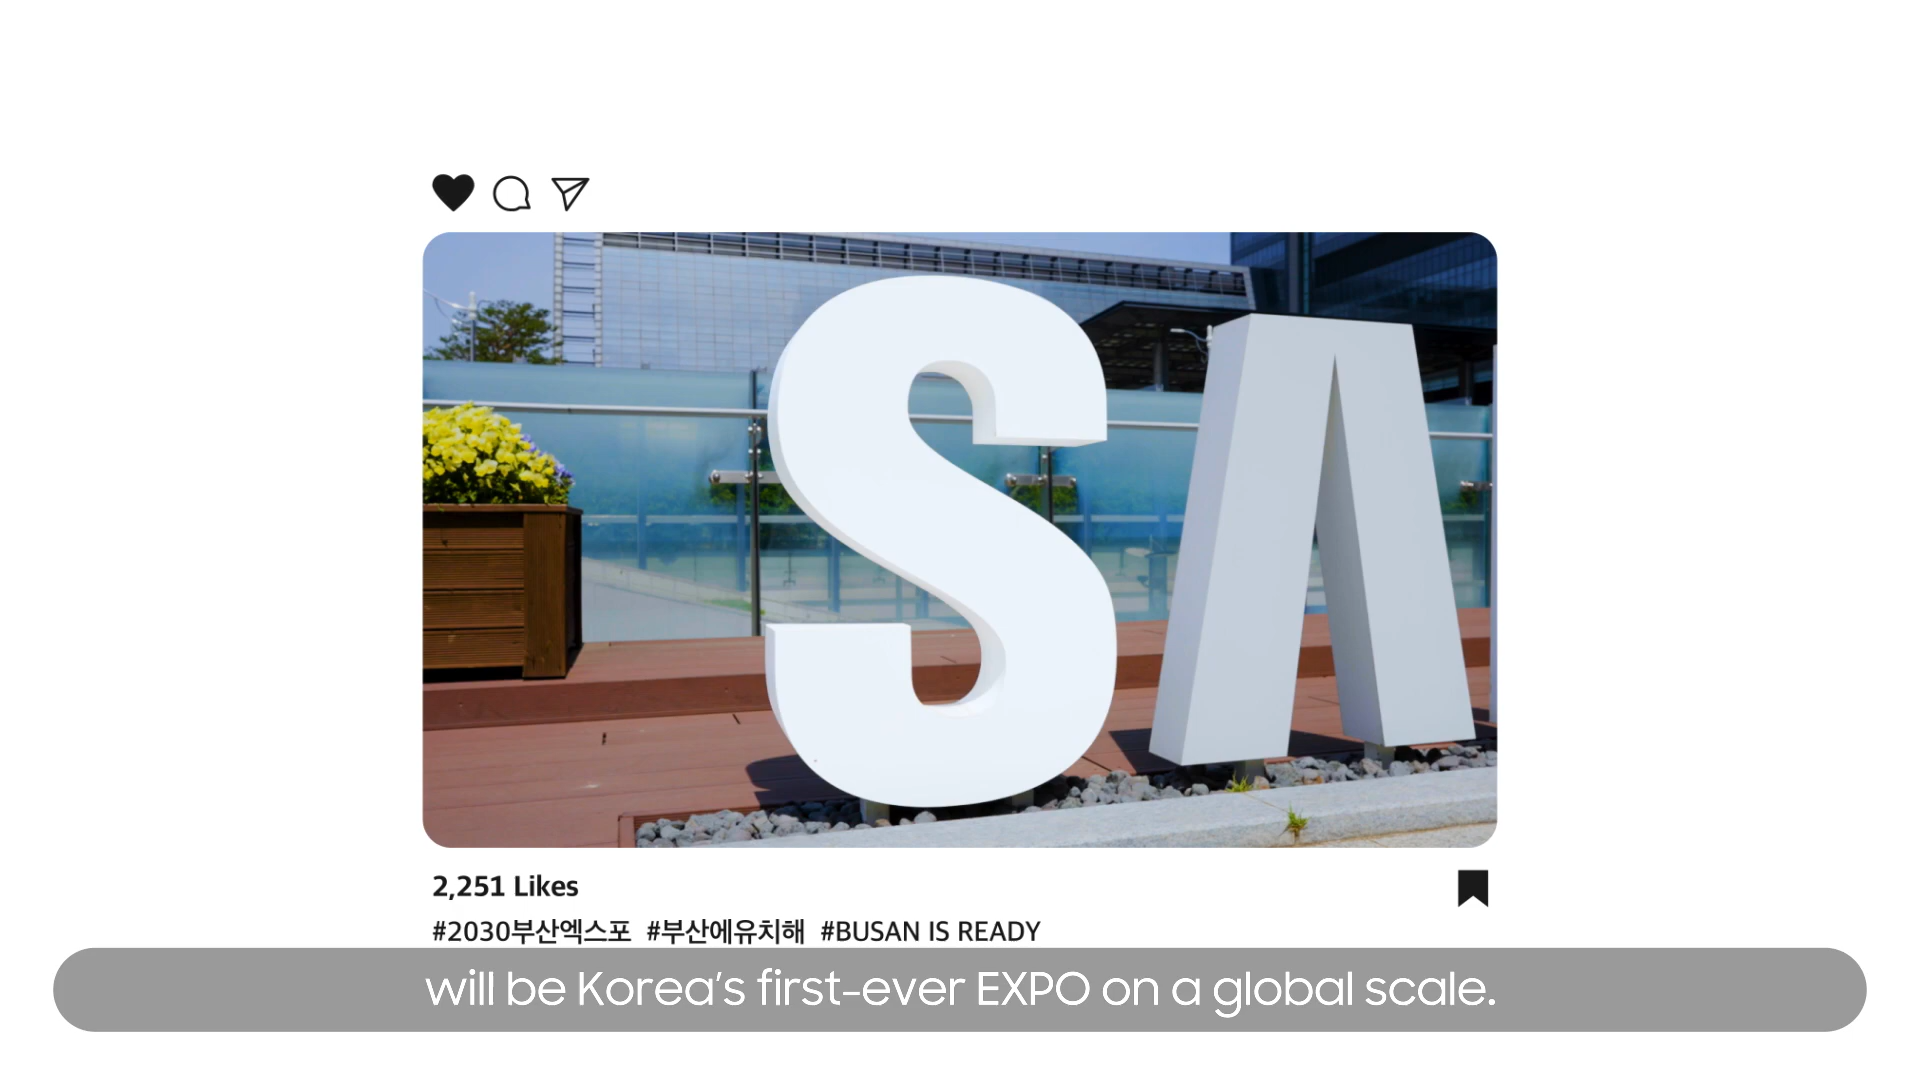 SA
2,251 Likes
#2030부산엑스포 #부산에유치해 #BUSAN IS READY
will be Korea's first-ever EXPO on a global scale.